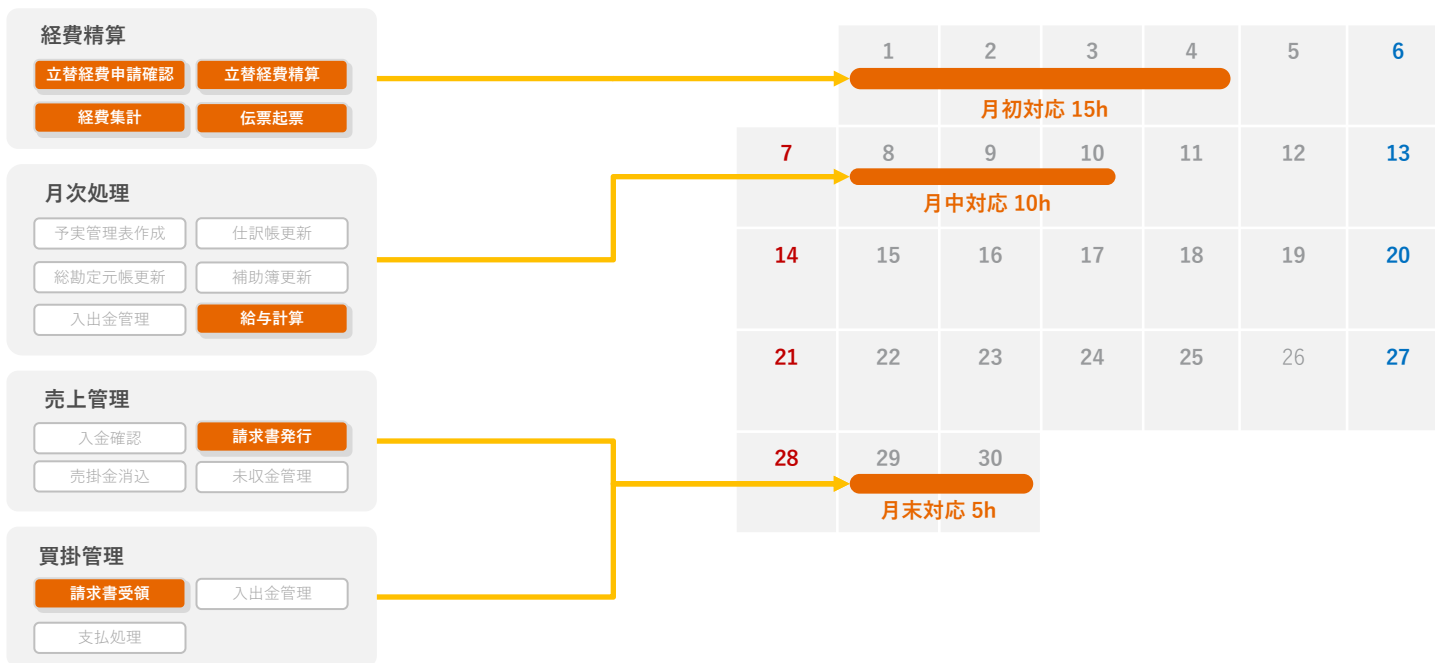 経費精算
立替経費申請確認 立替経費精算
経費集計 伝票起票
月次処理
予実管理表作成 仕訳帳更新
総勘定元帳更新 補助簿更新
入出金管理 給与計算
売上管理
入金確認 請求書発行
売掛金消込 未収金管理
買掛管理
請求書受領 入出金管理
支払処理
1 2 3 4 5 6
月初対応 15h
7 8 9 10 11 12 13
月中対応 10h
14 15 16 17 18 19 20
21 22 23 24 25 26 27
28 29 30
月末対応 5h